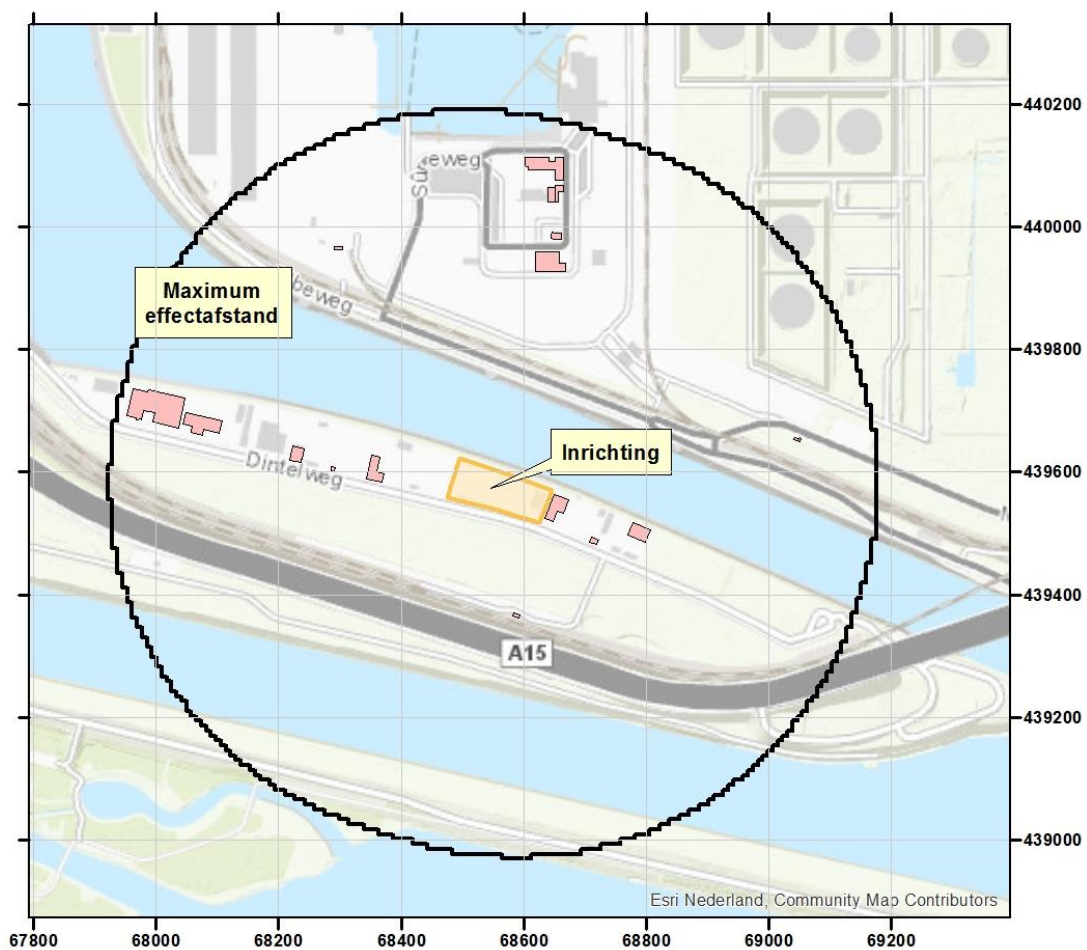 440200
eweg
440000
Maximum
effectafstand
beweg
439800
Inrichting
439600
Dintelweg
439400
A15
439200
439000
Esri Nederland, Community Map Contributors
67800 68000 68200 68400 68600 68800 69000 69200